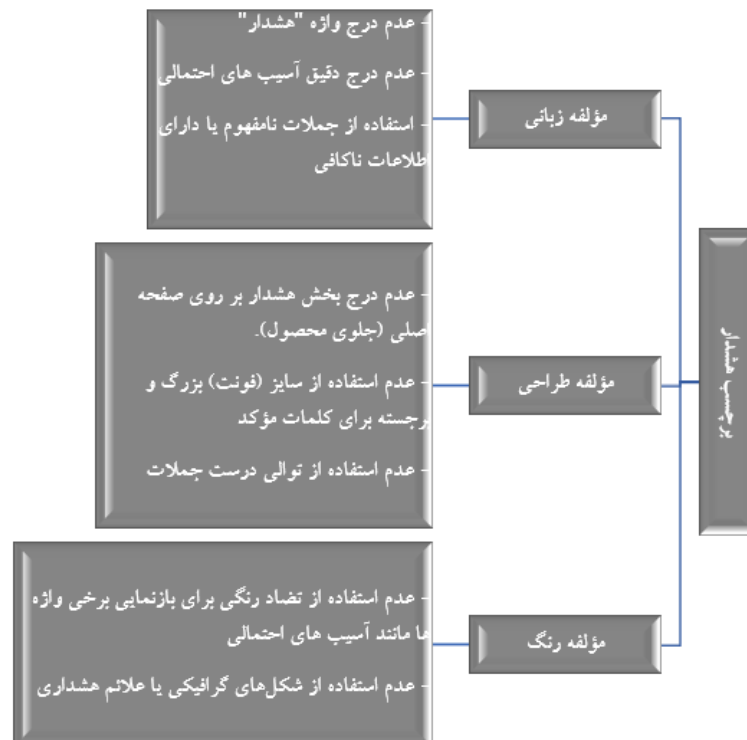 برچسب هشدار
مؤلفه زبانی
- عدم درج واژه "هشدار"
- عدم درج دقیق آسیب های احتمالی
- استفاده از جملات نامفهوم یا دارای
اطلاعات ناکافی
مؤلفه طراحی
- عدم درج بخش هشدار بر روی صفحه
اصلی (جلوی محصول).
- عدم استفاده از سایز (فونت) بزرگ و
برجسته برای کلمات مؤکد
- عدم استفاده از توالی درست جملات
مؤلفه رنگ
- عدم استفاده از تضاد رنگی برای بازنمایی برخی واژه
ها مانند آسیب های احتمالی
- عدم استفاده از شکل‌های گرافیکی یا علائم هشداری